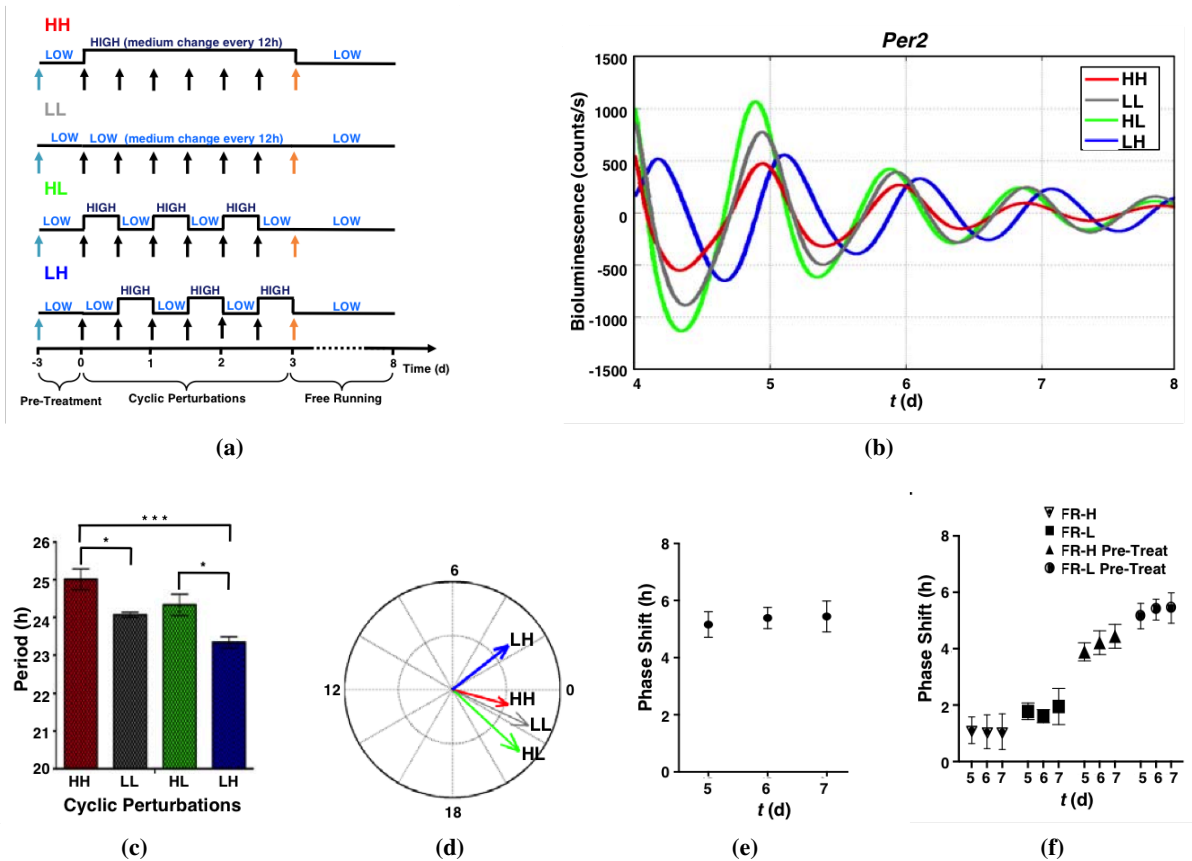 HH
HIGH (medium change every 12h)
LOW
LOW
LL
LOW LOW (medium change every 12h)
LOW
HL
HIGH HIGH HIGH
LOW LOW LOW LOW LOW
LH
HIGH HIGH HIGH
LOW LOW LOW LOW LOW
-3 0 1 2 3 8 Time (d)
Pre-Treatment Cyclic Perturbations Free Running
(a)
Per2
1500
1000
500
0
-500
-1000
-1500
Bioluminescence (counts/s)
HH
LL
HL
LH
4 5 6 7 8
t (d)
(b)
26
25
24
23
22
21
20
Period (h)
***
*
*
HH LL HL LH
Cyclic Perturbations
(c)
6
0
12
18
LH
HH
LL
HL
(d)
8
6
4
2
0
Phase Shift (h)
5 6 7
t (d)
(e)
FR-H
FR-L
FR-H Pre-Treat
FR-L Pre-Treat
8
6
4
2
0
Phase Shift (h)
5 6 7 5 6 7 5 6 7 5 6 7
t (d)
(f)